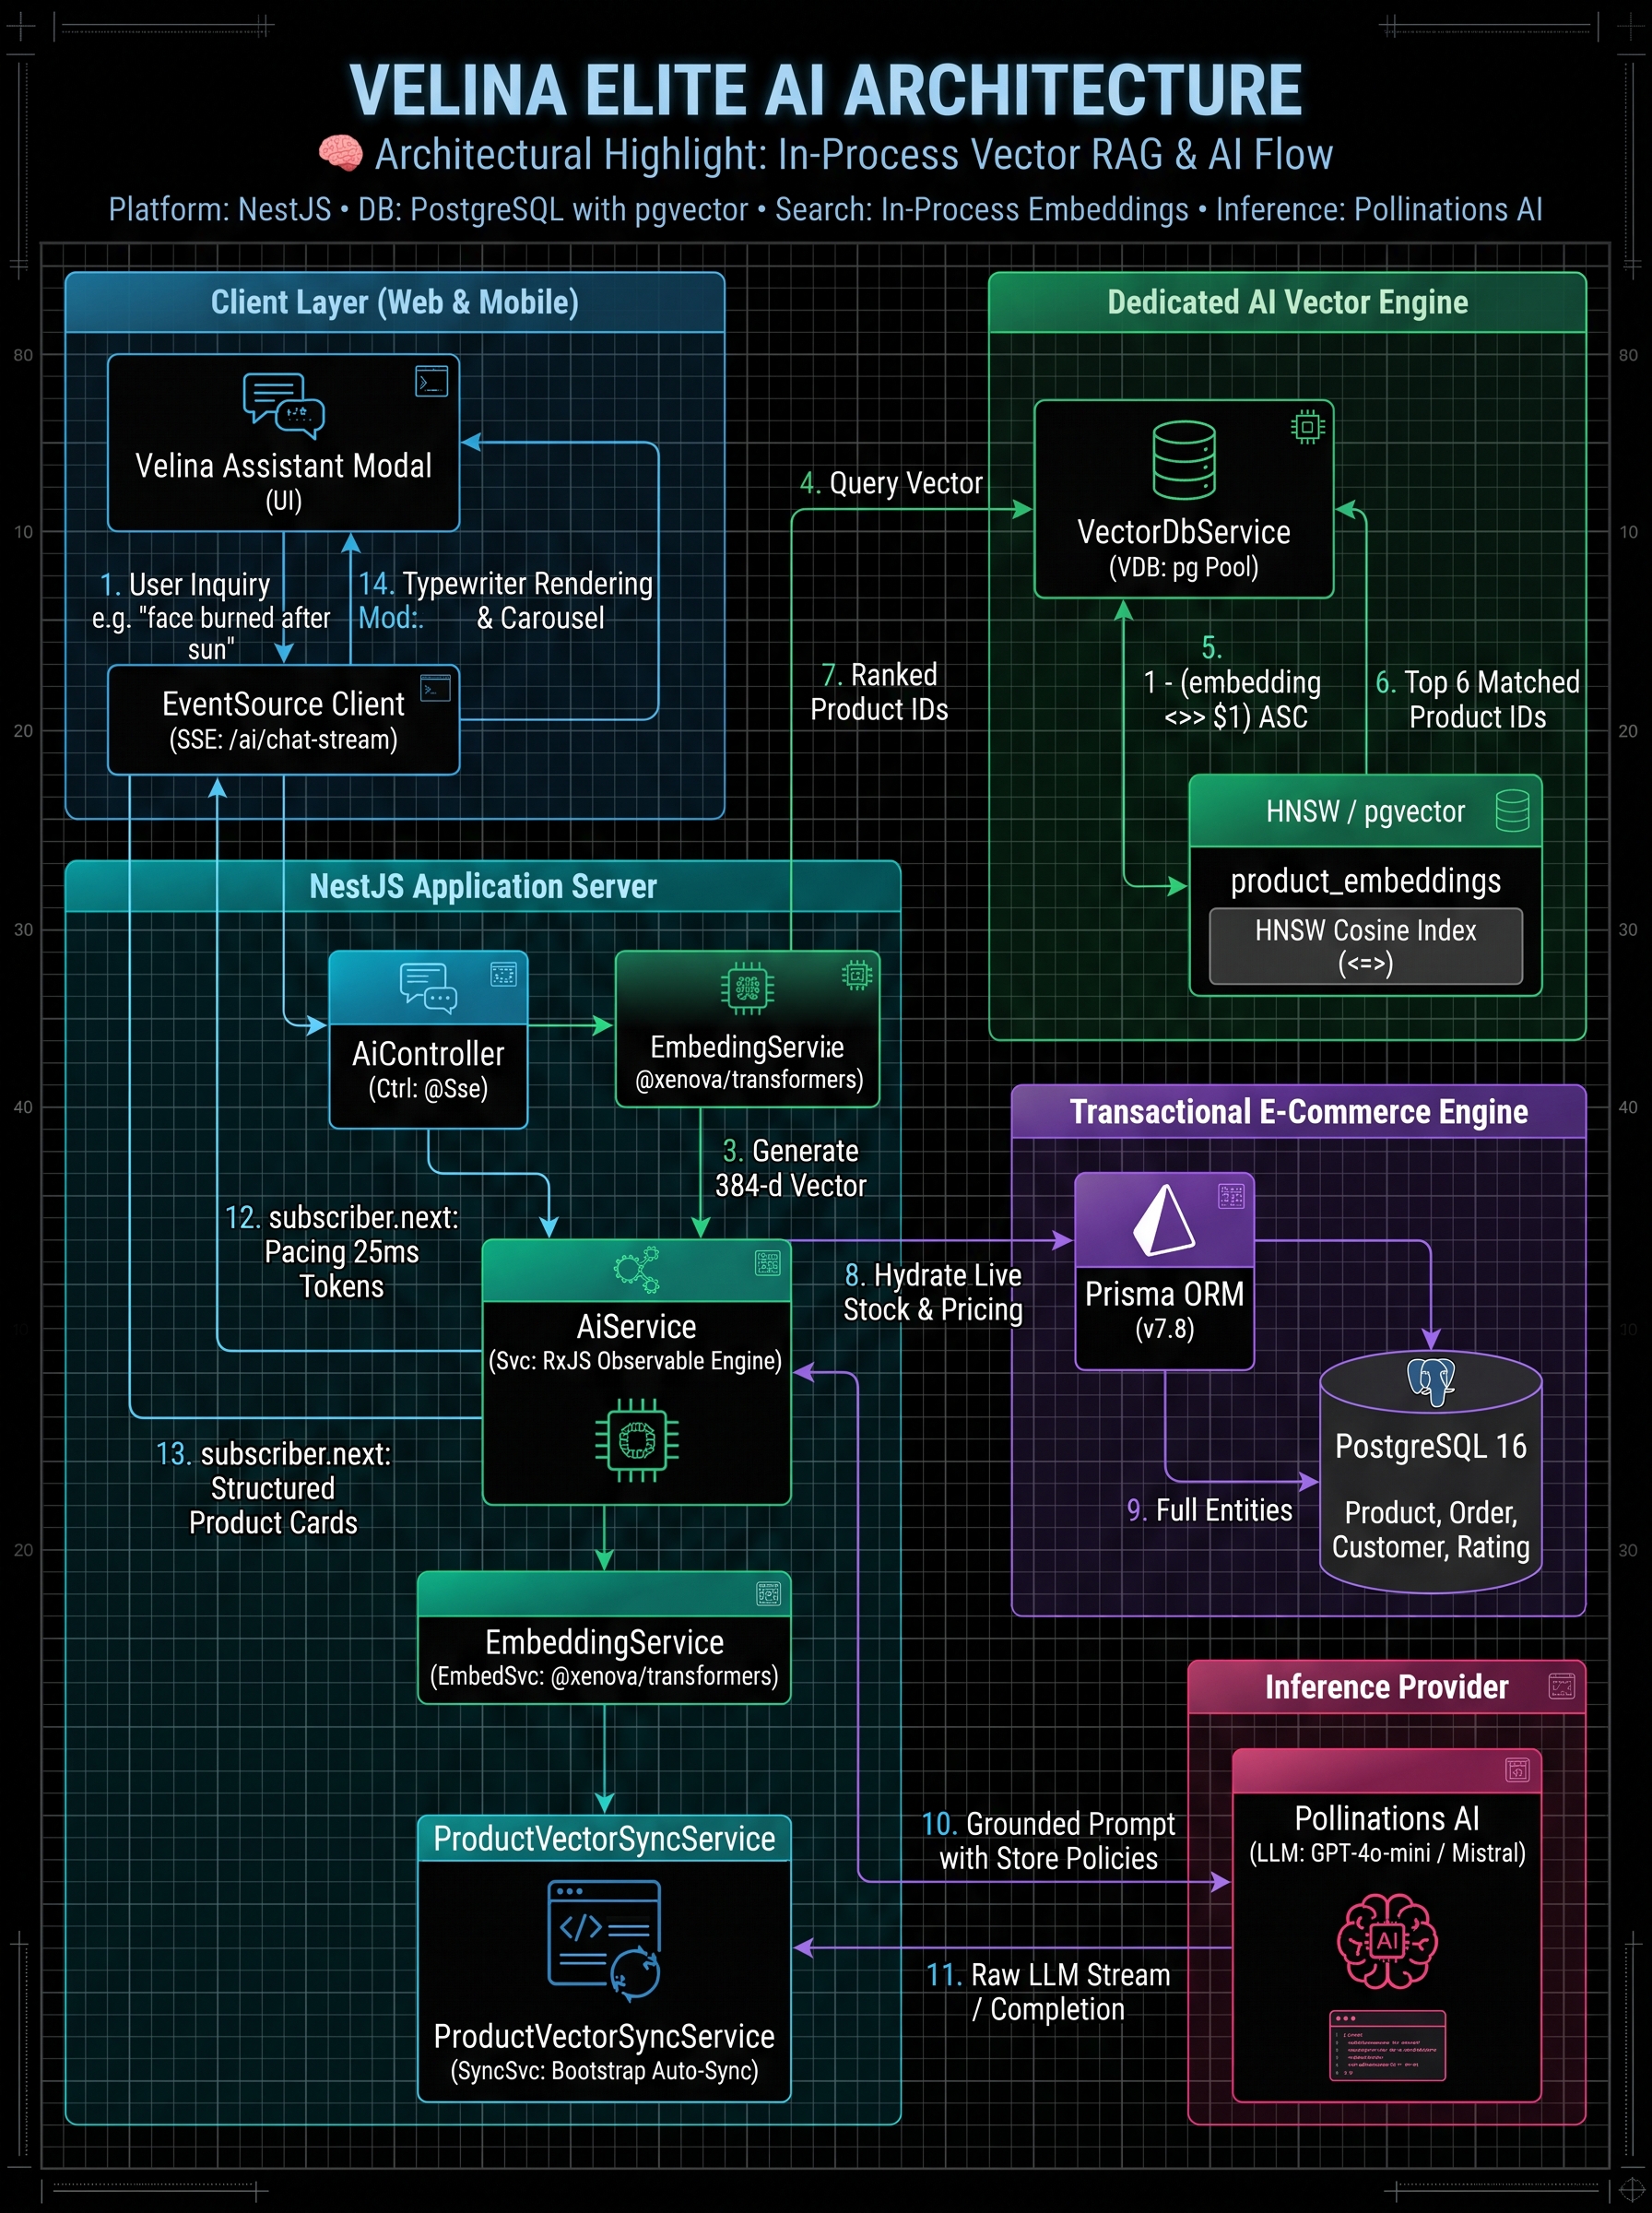 VELINA ELITE AI ARCHITECTURE
🧠 Architectural Highlight: In-Process Vector RAG & AI Flow
Platform: NestJS • DB: PostgreSQL with pgvector • Search: In-Process Embeddings • Inference: Pollinations AI
Client Layer (Web & Mobile)
Velina Assistant Modal
(UI)
1. User Inquiry
e.g. "face burned after
sun"
14. Typewriter Rendering
Mod:. & Carousel
EventSource Client
(SSE: /ai/chat-stream)
Dedicated AI Vector Engine
4. Query Vector
VectorDbService
(VDB: pg Pool)
7. Ranked
Product IDs
5.
1 - (embedding
<>> $1) ASC
6. Top 6 Matched
Product IDs
HNSW / pgvector
product_embeddings
HNSW Cosine Index
(<=>)
NestJS Application Server
AiController
(Ctrl: @Sse)
EmbedingServiie
@xenova/transformers)
3. Generate
384-d Vector
12. subscriber.next:
Pacing 25ms
Tokens
AiService
(Svc: RxJS Observable Engine)
13. subscriber.next:
Structured
Product Cards
EmbeddingService
(EmbedSvc: @xenova/transformers)
ProductVectorSyncService
ProductVectorSyncService
(SyncSvc: Bootstrap Auto-Sync)
Transactional E-Commerce Engine
8. Hydrate Live
Stock & Pricing
Prisma ORM
(v7.8)
9. Full Entities
PostgreSQL 16
Product, Order,
Customer, Rating
Inference Provider
10. Grounded Prompt
with Store Policies
Pollinations AI
(LLM: GPT-4o-mini / Mistral)
AI
11. Raw LLM Stream
/ Completion
80
10
20
30
40
10
20
80
10
20
30
40
30